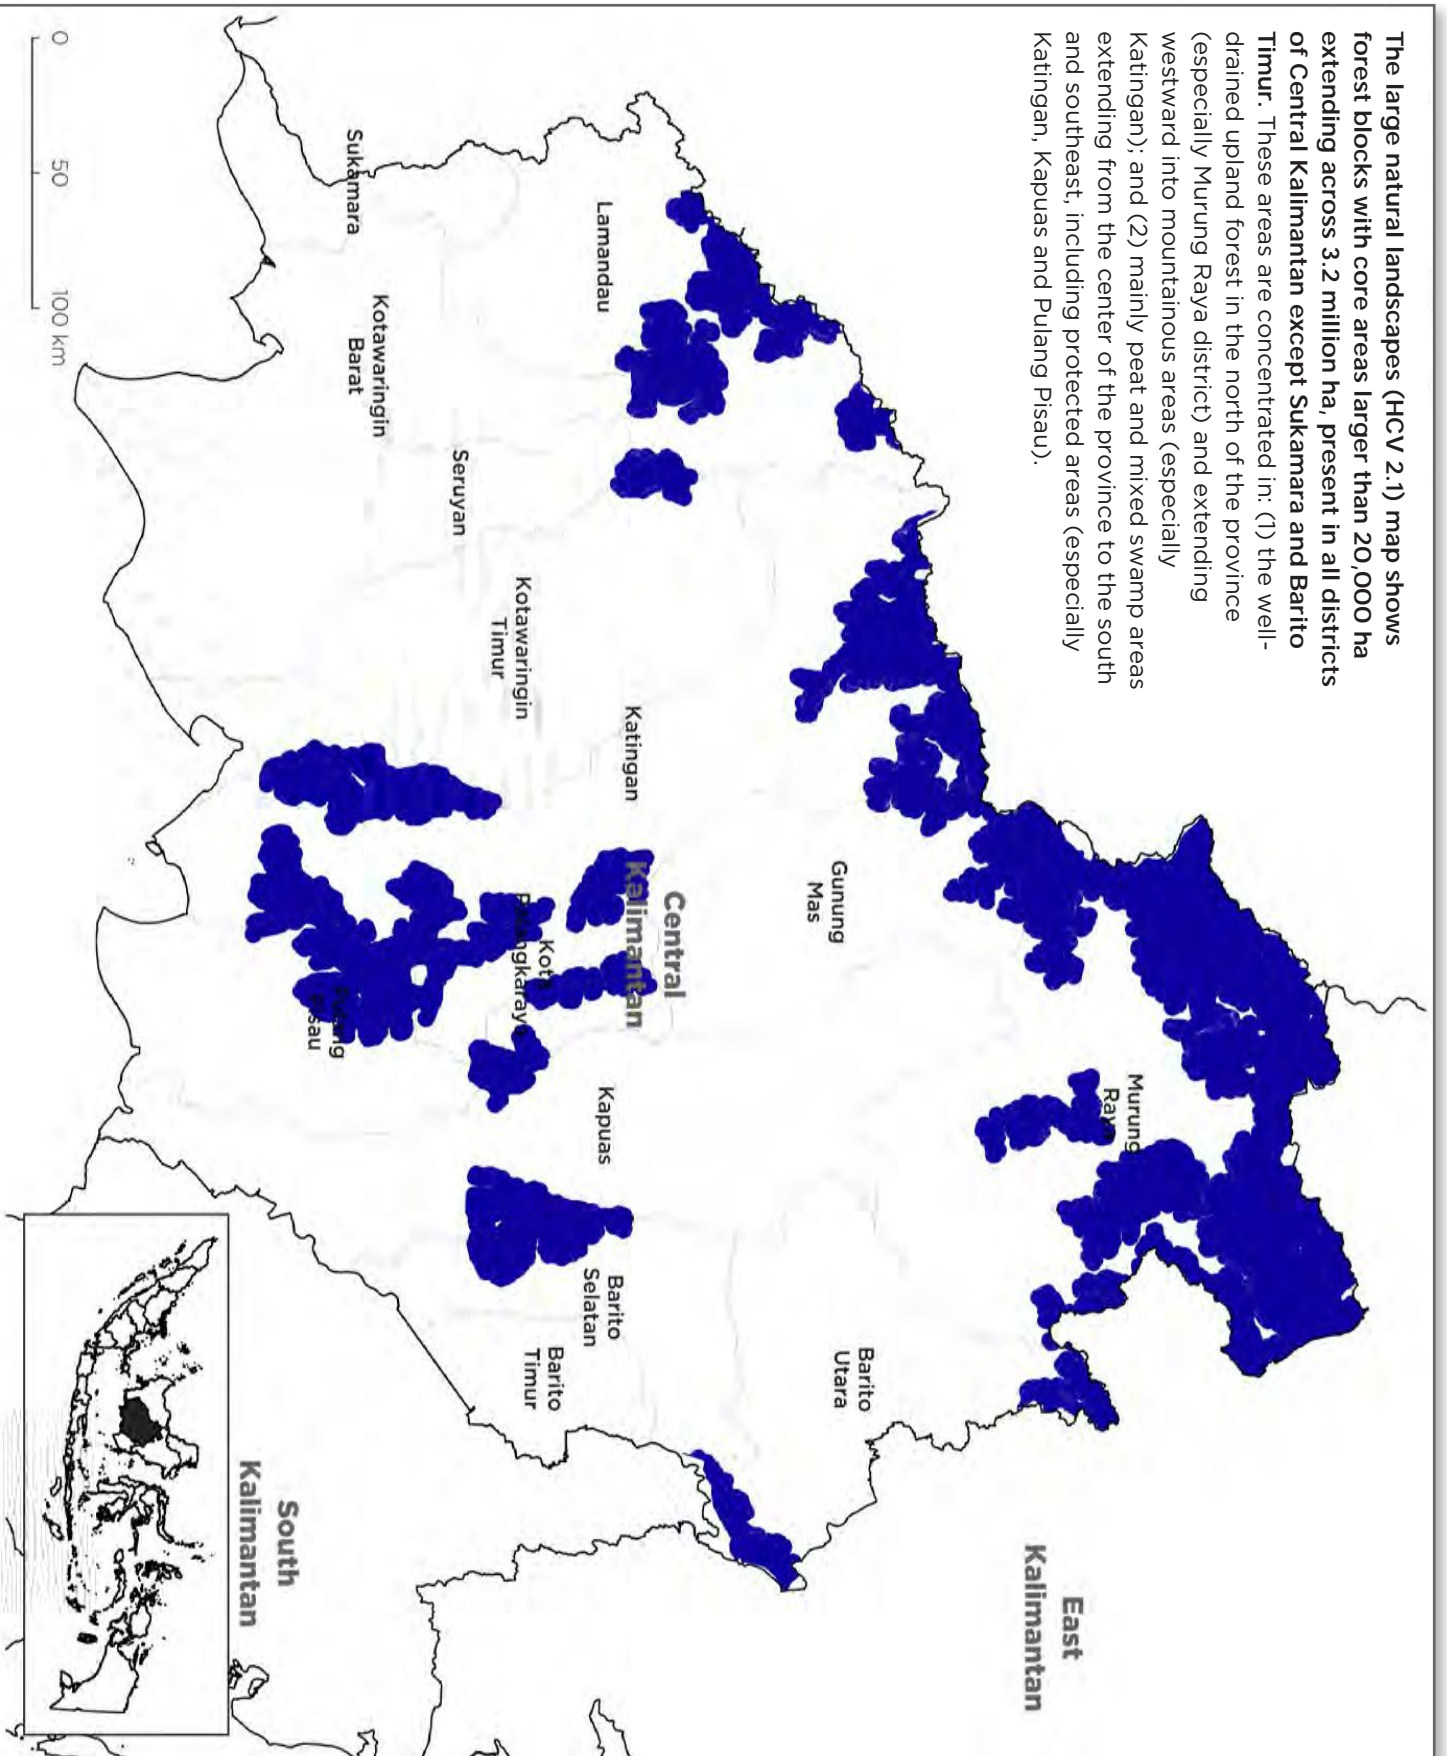 The large natural landscapes (HCV 2.1) map shows
forest blocks with core areas larger than 20,000 ha
extending across 3.2 million ha, present in all districts
of Central Kalimantan except Sukamara and Barito
Timur. These areas are concentrated in: (1) the well-
drained upland forest in the north of the province
(especially Murung Raya district) and extending
westward into mountainous areas (especially
Katingan); and (2) mainly peat and mixed swamp areas
extending from the center of the province to the south
and southeast, including protected areas (especially
Katingan, Kapuas and Pulang Pisau).
East
Kalimantan
Murung
Raya
Barito
Utara
Gunung
Mas
Central
Kalimantan
Lamandau
Katingan
Kapuas
Barito
Selatan
Kota
Palangkaraya
Barito
Timur
Kotawaringin
Timur
Seruyan
Kotawaringin
Barat
Sukamara
Pulang
Pisau
South
Kalimantan
0 50 100 km